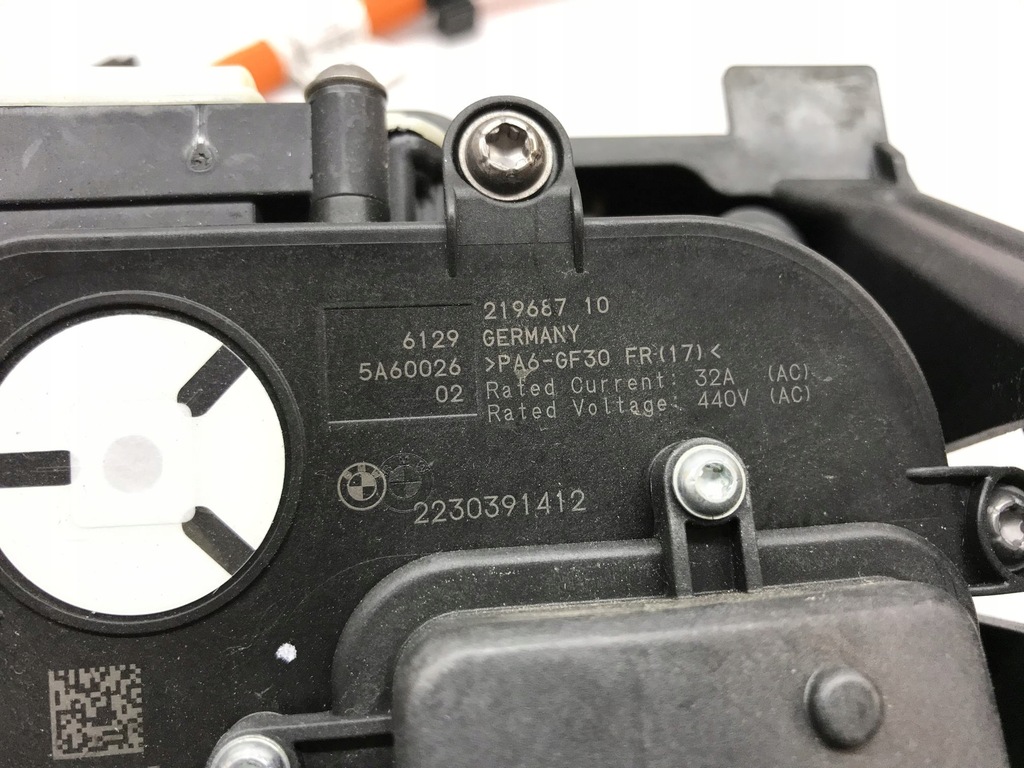 219687 10
6129 GERMANY
5A60026 >PA6-GF30 FR(17)<
02 Rated Current: 32A (AC)
Rated Voltage: 440V (AC)
2230391412